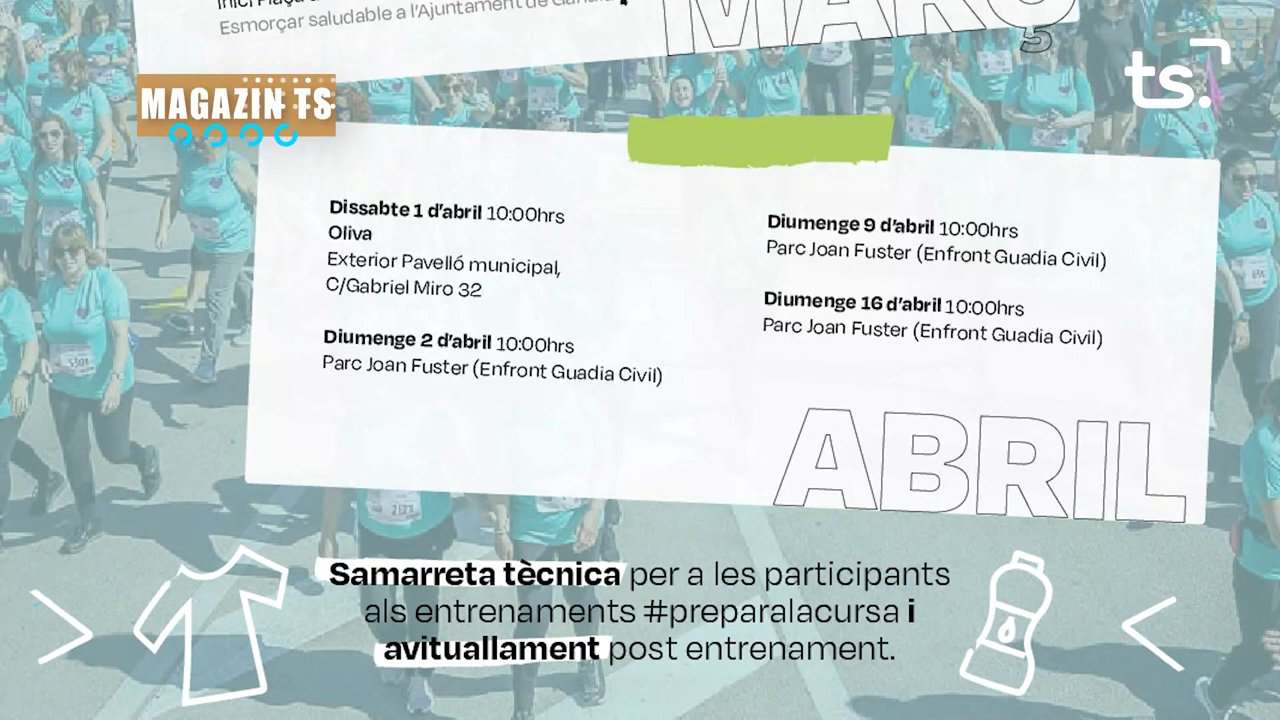 Esmorçar saludable a l'Ajuntament de
MARÇ
MAGAZÍN TS
ts.
Dissabte 1 d'abril 10:00hrs
Oliva
Exterior Pavelló municipal,
C/Gabriel Miro 32
Diumenge 2 d'abril 10:00hrs
Parc Joan Fuster (Enfront Guadia Civil)
Diumenge 9 d'abril 10:00hrs
Parc Joan Fuster (Enfront Guadia Civil)
Diumenge 16 d'abril 10:00hrs
Parc Joan Fuster (Enfront Guadia Civil)
ABRIL
Samarreta tècnica per a les participants
als entrenaments #preparalacursa i
avituallament post entrenament.